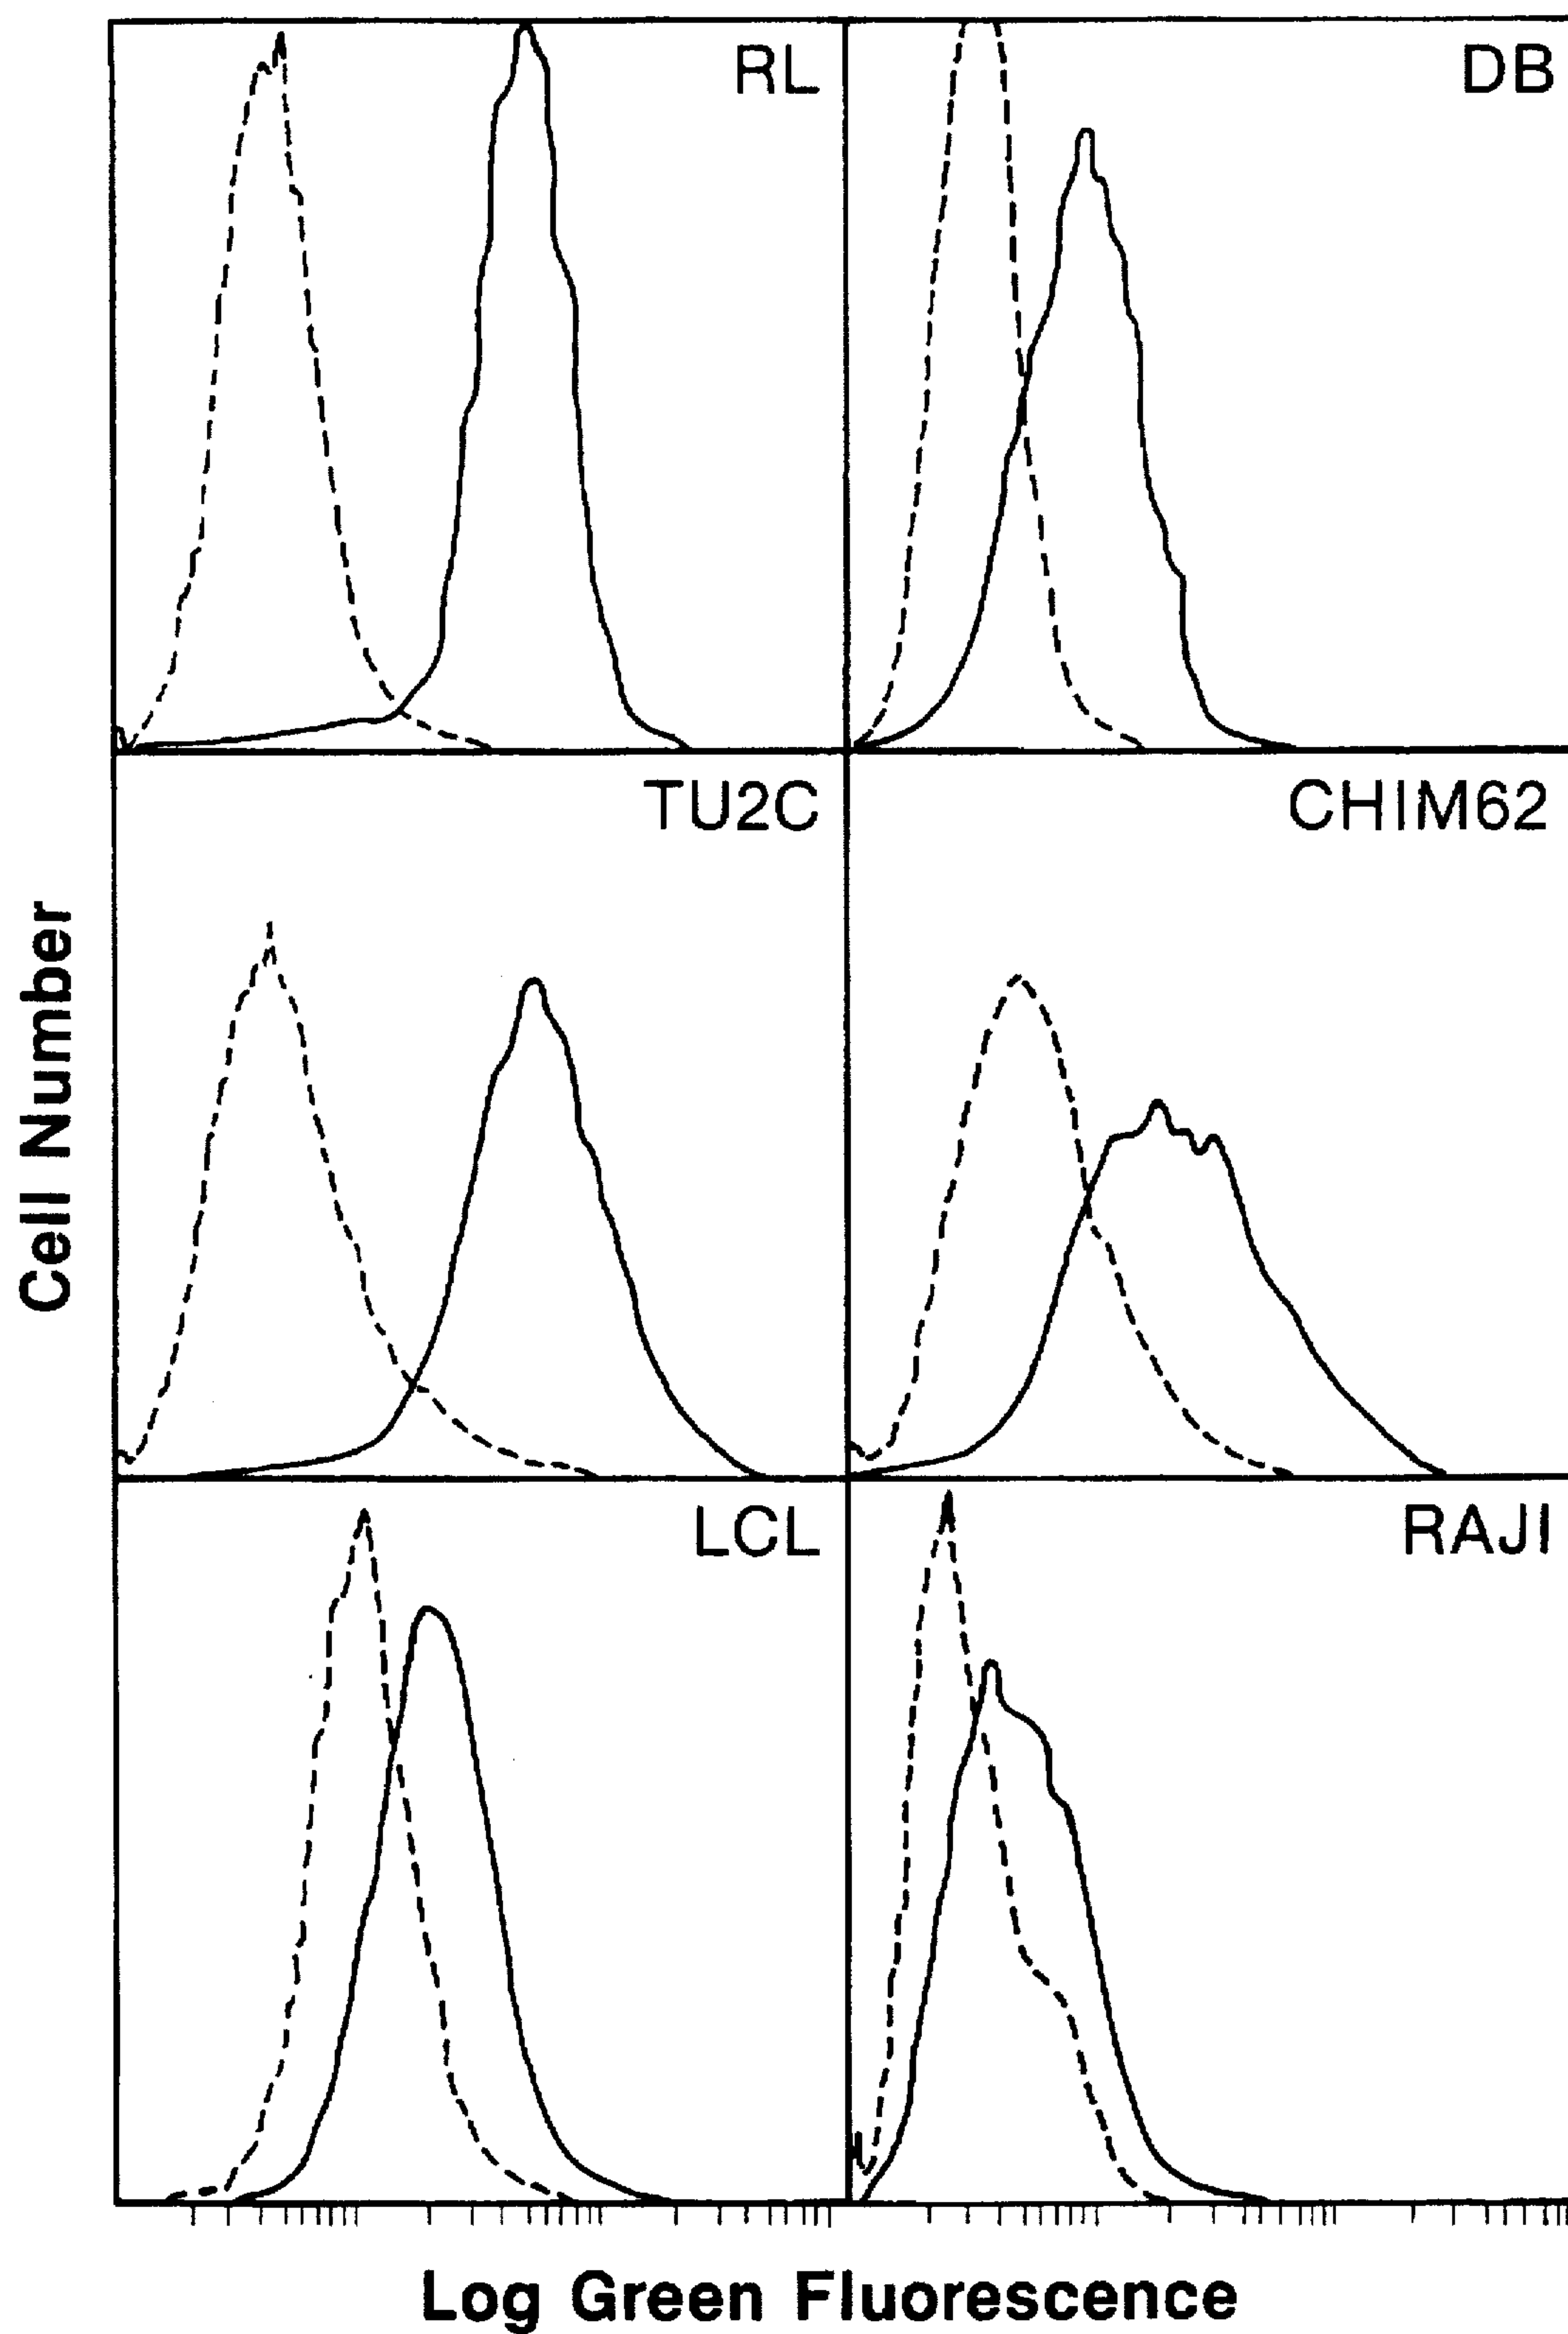 RL
DB
TU2C
CHIM62
Cell Number
LCL
RAJI
Log Green Fluorescence